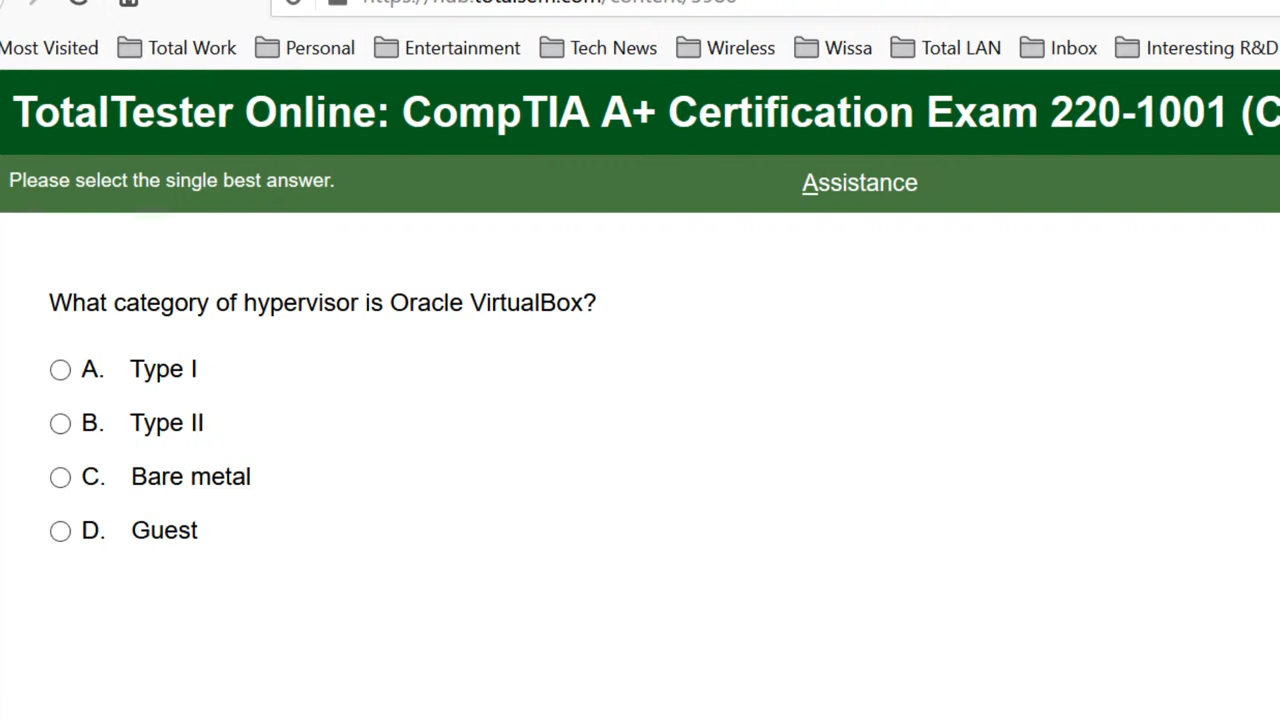 Most Visited Total Work Personal Entertainment Tech News Wireless Wissa Total LAN Inbox Interesting R&D
TotalTester Online: CompTIA A+ Certification Exam 220-1001 (C
Please select the single best answer. Assistance
What category of hypervisor is Oracle VirtualBox?
A. Type I
B. Type II
C. Bare metal
D. Guest